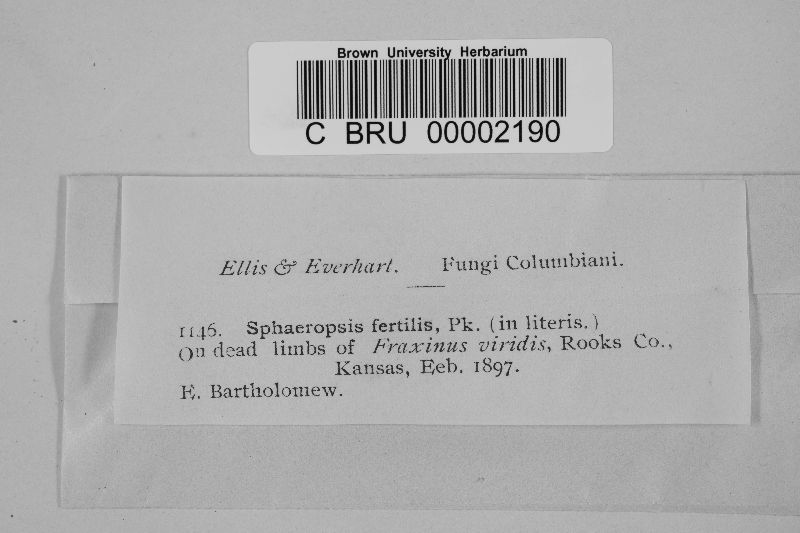 Brown University Herbarium
C BRU 00002190
Ellis & Everhart. Fungi Columbiani.
1146. Sphaeropsis fertilis, Pk. (in literis.)
On dead limbs of Fraxinus viridis, Rooks Co.,
Kansas, Eeb. 1897.
E. Bartholomew.